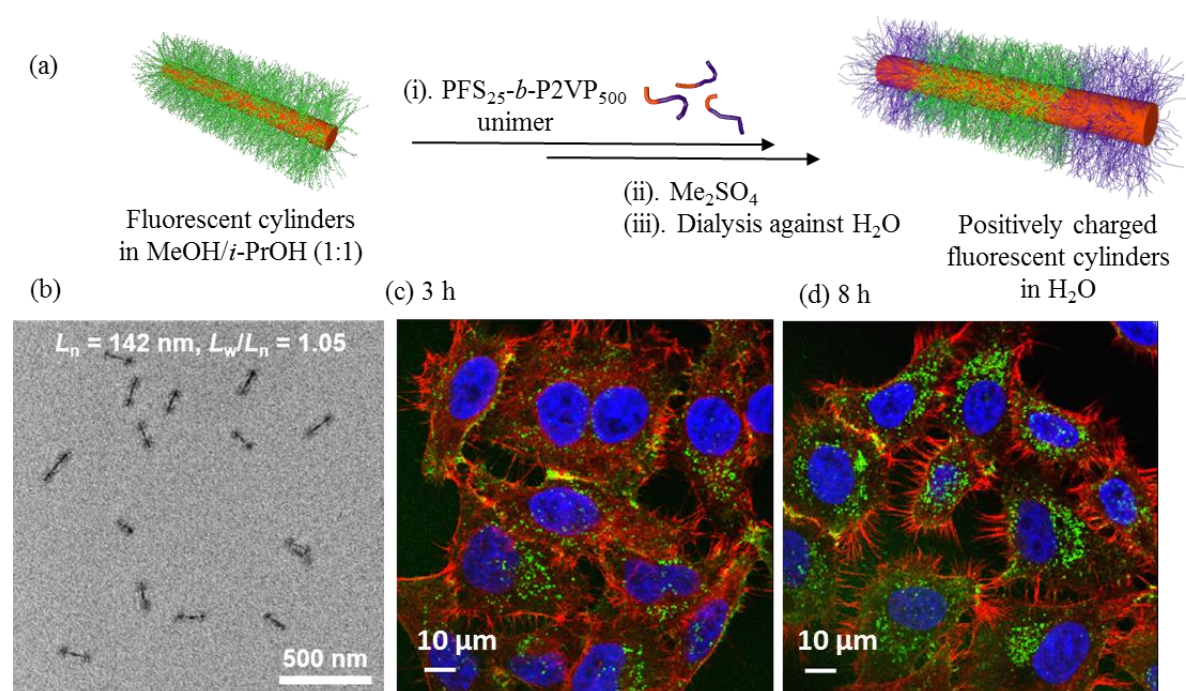 (a)
(i). PFS25-b-P2VP500
unimer
(ii). Me2SO4
(iii). Dialysis against H2O
Fluorescent cylinders
in MeOH/i-PrOH (1:1)
Positively charged
fluorescent cylinders
in H2O
(b)
(c) 3 h
(d) 8 h
Ln = 142 nm, Lw/Ln = 1.05
500 nm
10 µm
10 µm